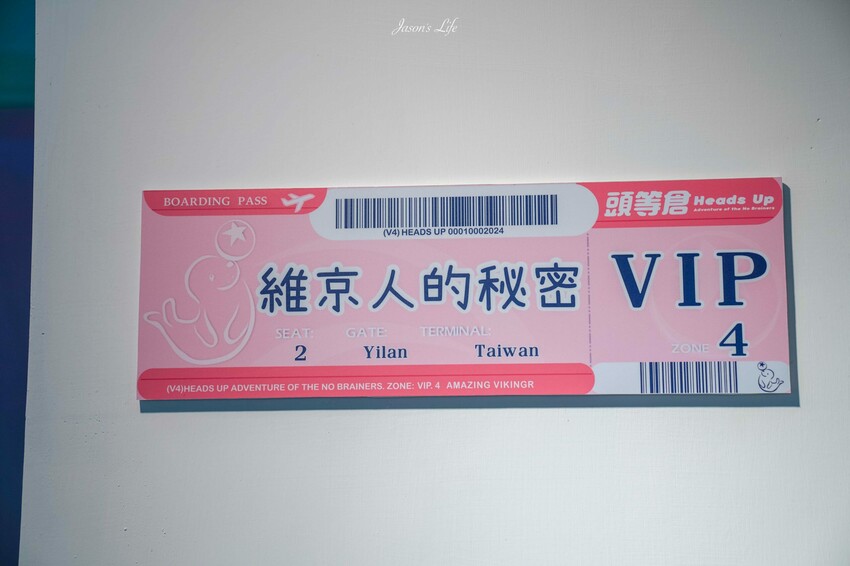 Jason's Life
BOARDING PASS
頭等倉 Heads Up
Adventure of the No Brainers
(V4) HEADS UP 00010002024
維京人的秘密
VIP
SEAT: GATE: TERMINAL:
2 Yilan Taiwan
ZONE 4
(V4)HEADS UP ADVENTURE OF THE NO BRAINERS. ZONE: VIP. 4 AMAZING VIKINGR